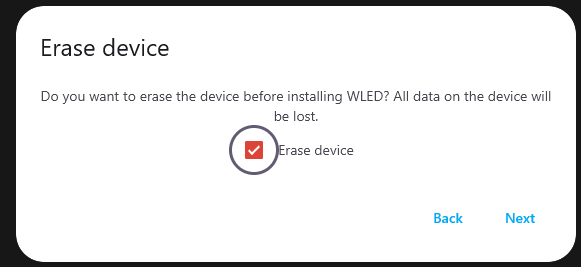 Erase device
Do you want to erase the device before installing WLED? All data on the device will
be lost.
Erase device
Back Next